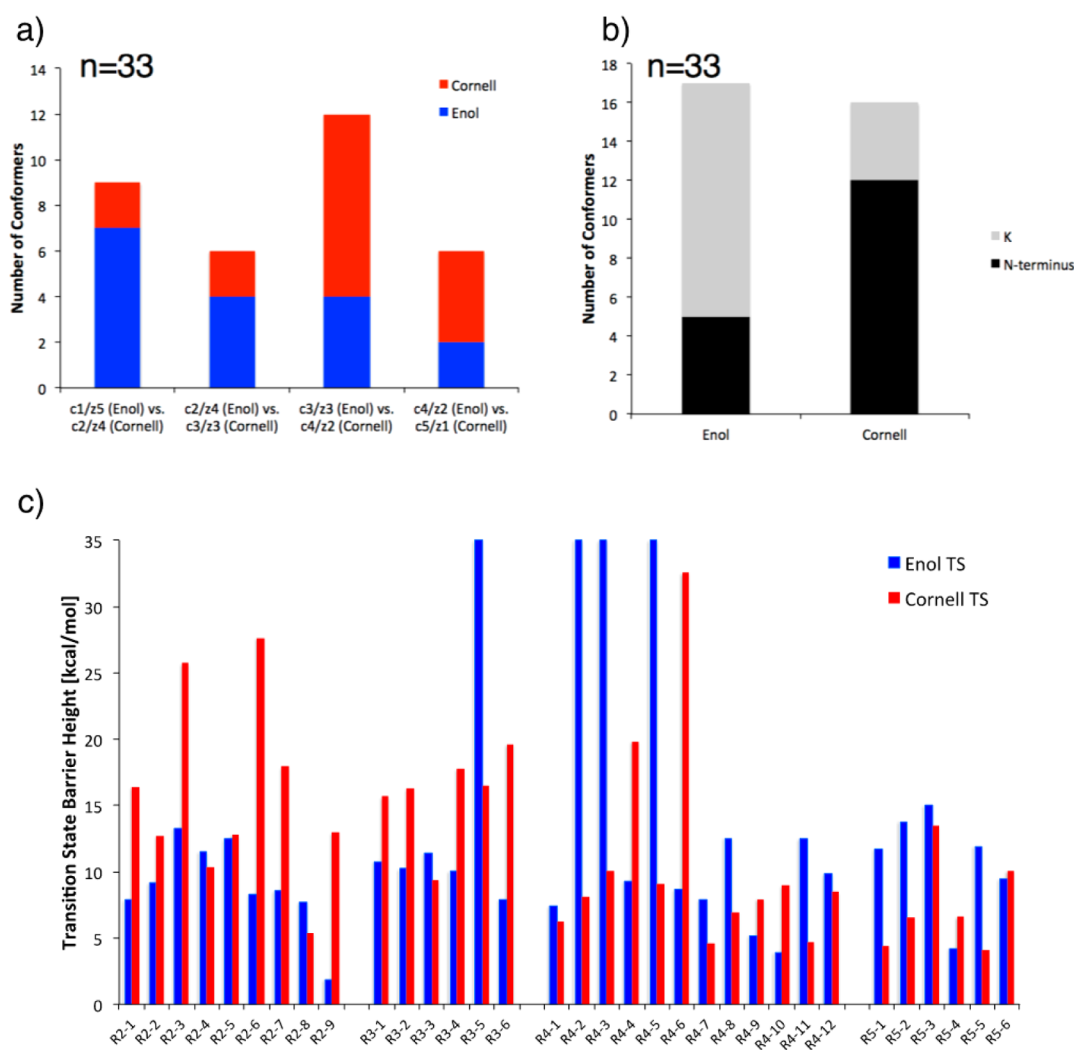 a)
n=33
14
12
10
8
6
4
2
0
Number of Conformers
Cornell
Enol
c1/z5 (Enol) vs.
c2/z4 (Cornell)
c2/z4 (Enol) vs.
c3/z3 (Cornell)
c3/z3 (Enol) vs.
c4/z2 (Cornell)
c4/z2 (Enol) vs.
c5/z1 (Cornell)
b)
n=33
18
16
14
12
10
8
6
4
2
0
Number of Conformers
K
N-terminus
Enol
Cornell
c)
35
30
25
20
15
10
5
0
Transition State Barrier Height [kcal/mol]
Enol TS
Cornell TS
R2-1
R2-2
R2-3
R2-4
R2-5
R2-6
R2-7
R2-8
R2-9
R3-1
R3-2
R3-3
R3-4
R3-5
R3-6
R4-1
R4-2
R4-3
R4-4
R4-5
R4-6
R4-7
R4-8
R4-9
R4-10
R4-11
R4-12
R5-1
R5-2
R5-3
R5-4
R5-5
R5-6